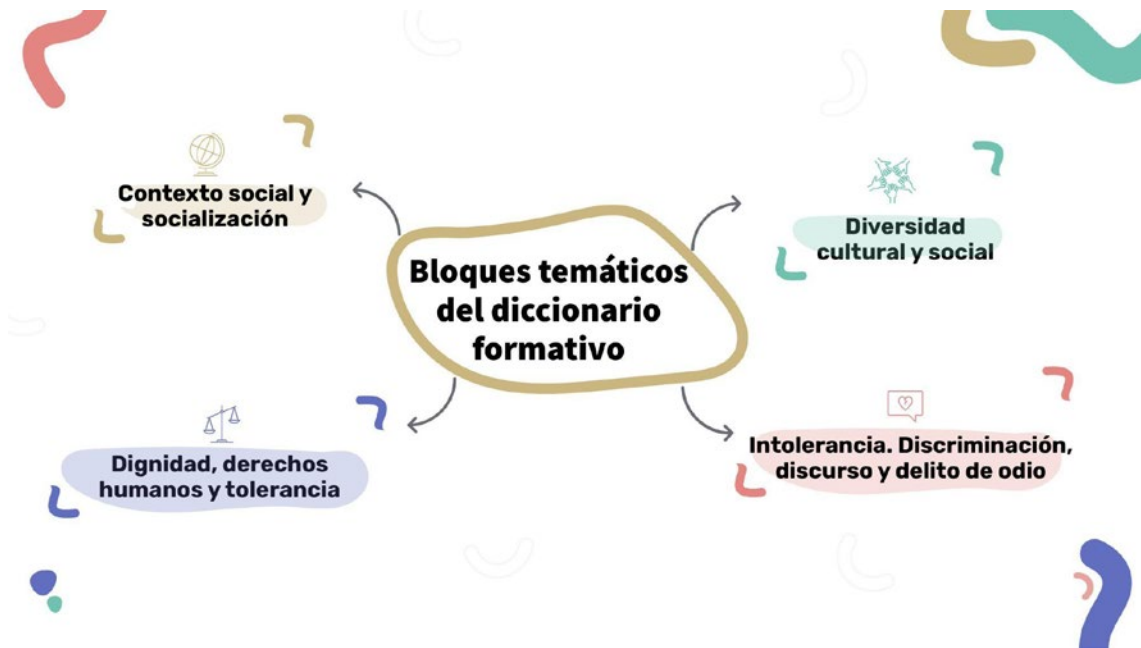 Contexto social y
socialización
Diversidad
cultural y social
Bloques temáticos
del diccionario
formativo
Dignidad, derechos
humanos y tolerancia
Intolerancia. Discriminación,
discurso y delito de odio